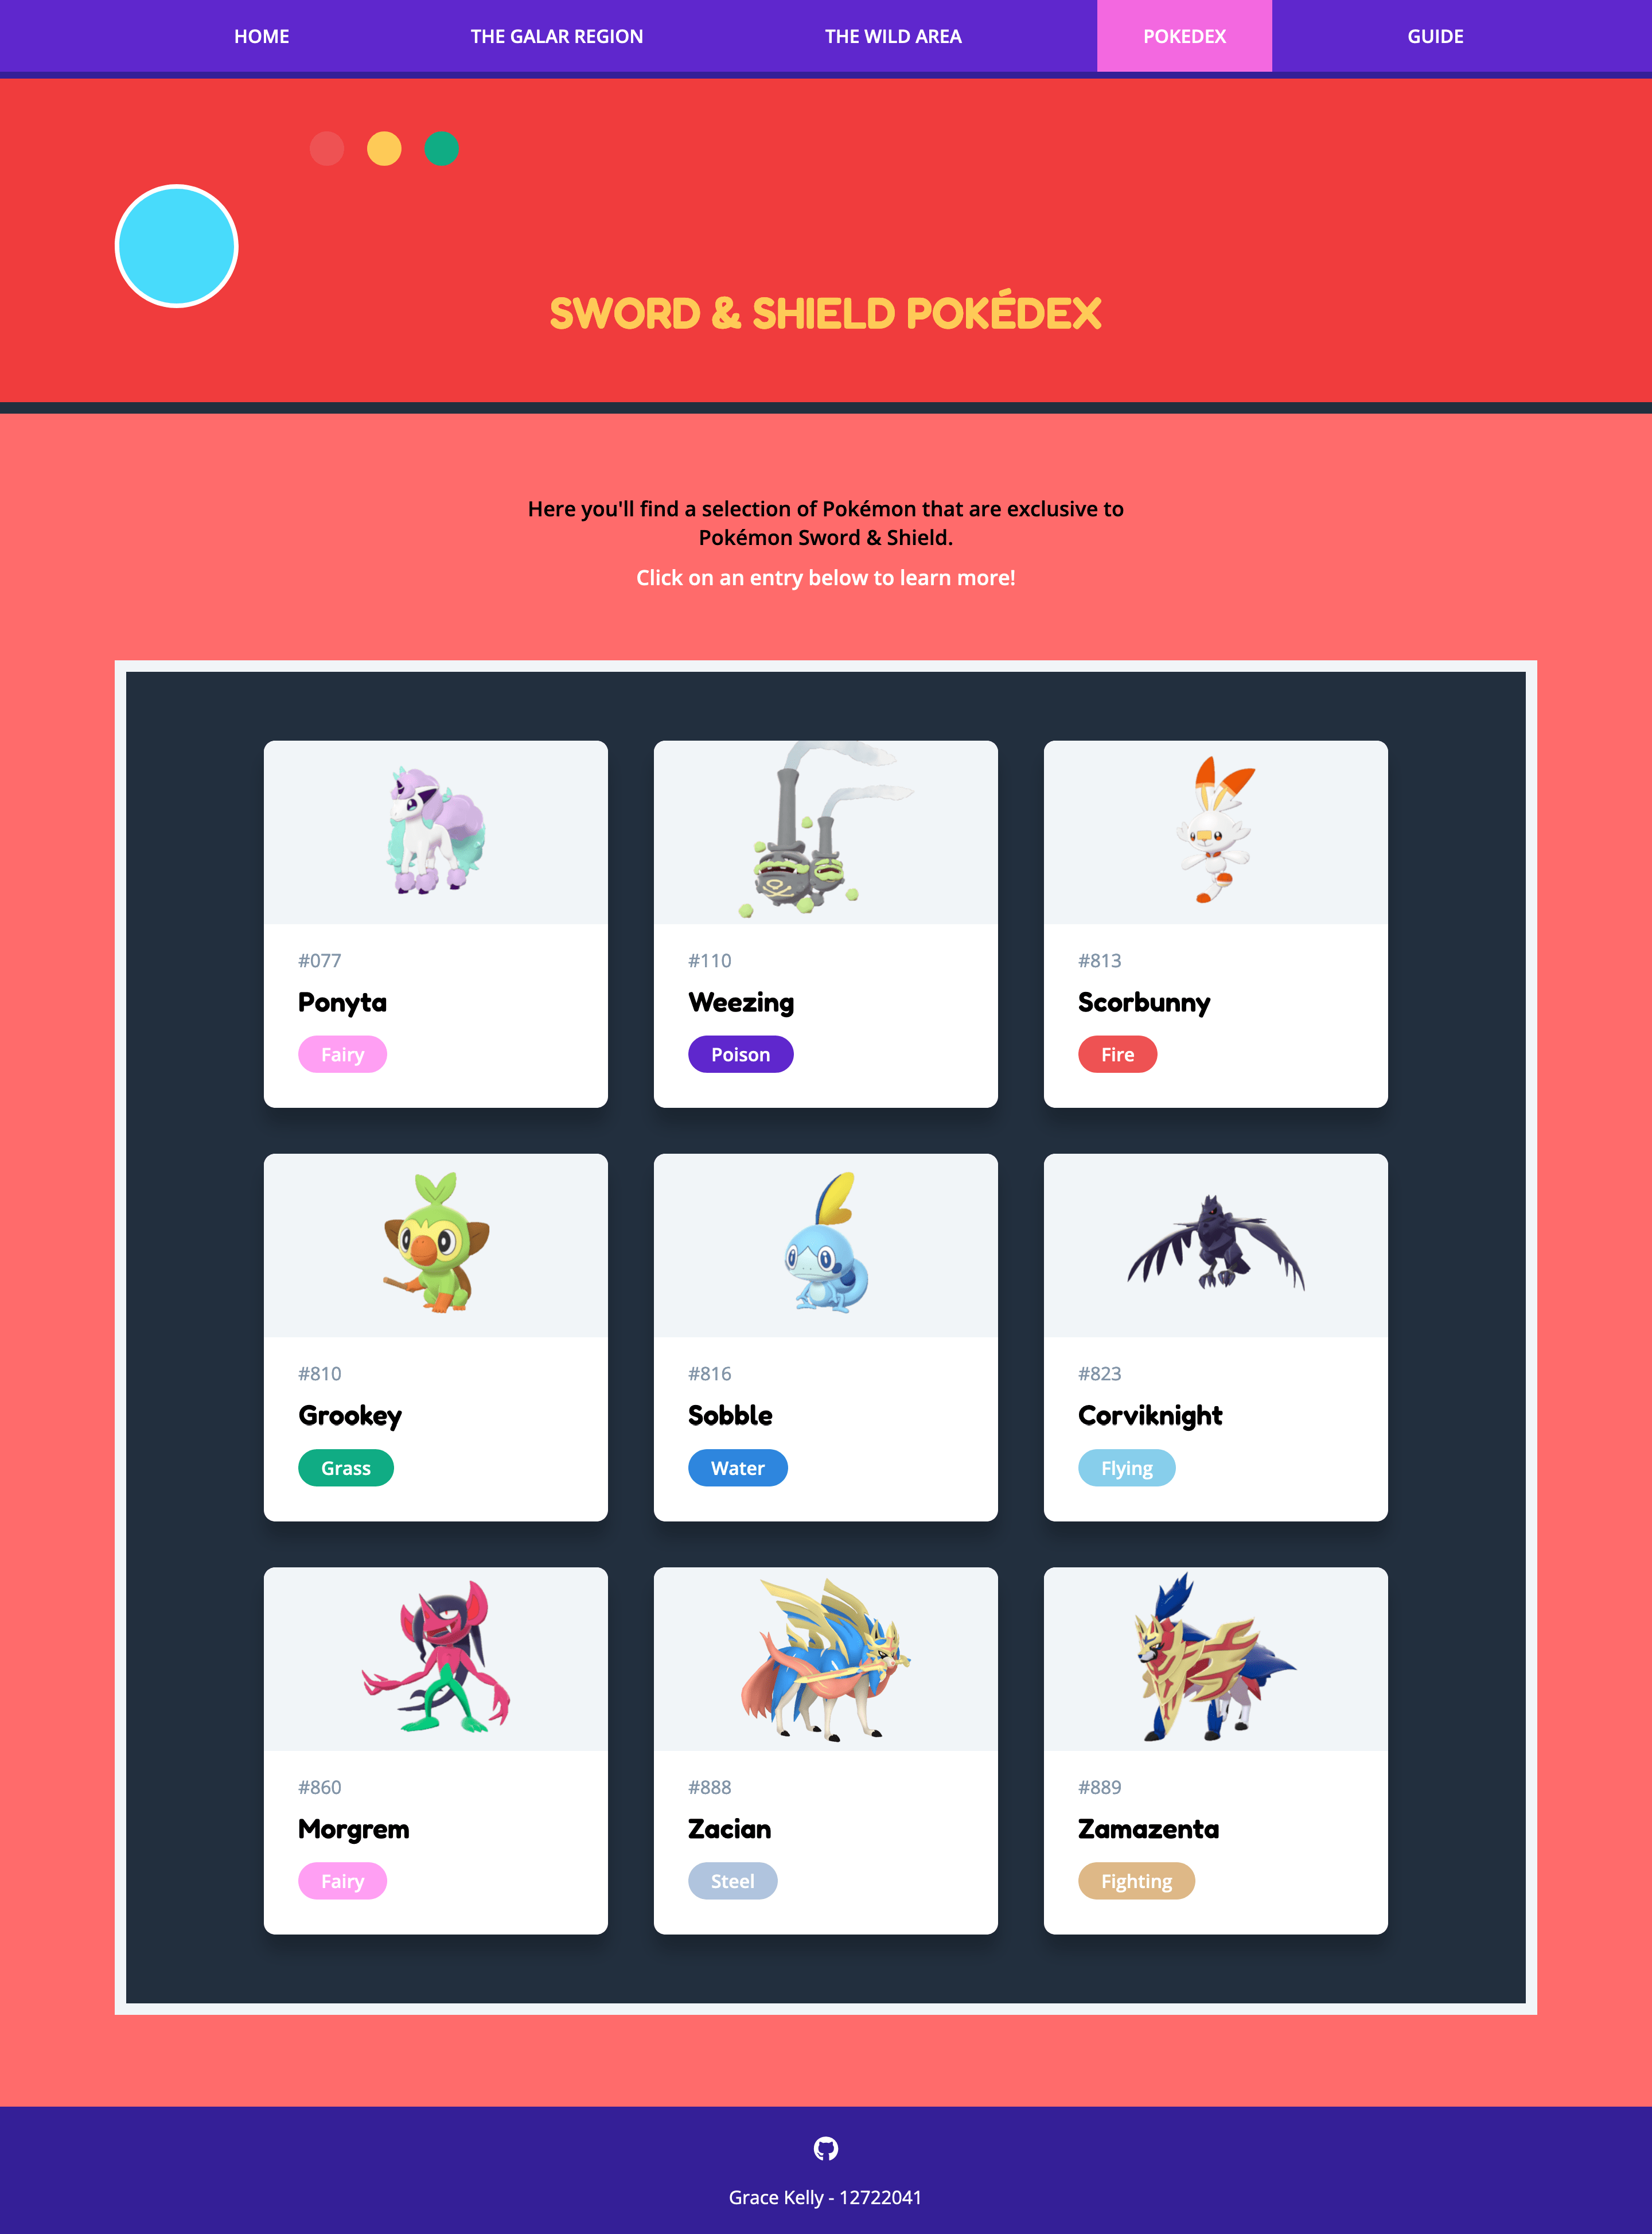 HOME
THE GALAR REGION
THE WILD AREA
POKEDEX
GUIDE
SWORD & SHIELD POKÉDEX
Here you'll find a selection of Pokémon that are exclusive to
Pokémon Sword & Shield.
Click on an entry below to learn more!
#077
Ponyta
Fairy
#110
Weezing
Poison
#813
Scorbunny
Fire
#810
Grookey
Grass
#816
Sobble
Water
#823
Corviknight
Flying
#860
Morgrem
Fairy
#888
Zacian
Steel
#889
Zamazenta
Fighting
Grace Kelly - 12722041